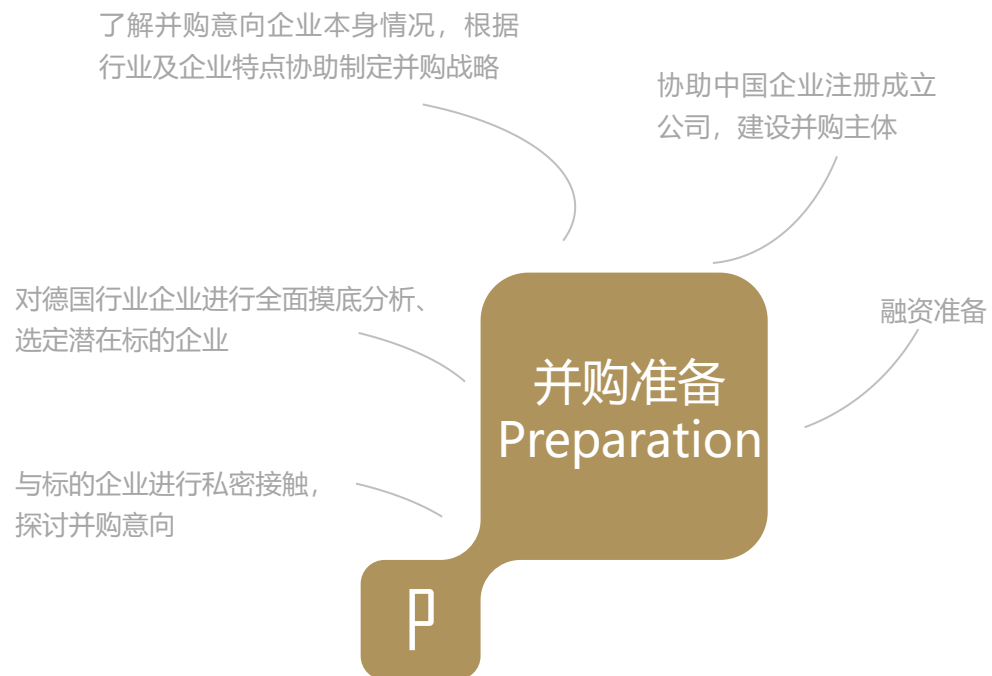 了解并购意向企业本身情况，根据
行业及企业特点协助制定并购战略
协助中国企业注册成立
公司，建设并购主体
对德国行业企业进行全面摸底分析、
选定潜在标的企业
融资准备
并购准备
Preparation
与标的企业进行私密接触，
探讨并购意向
P